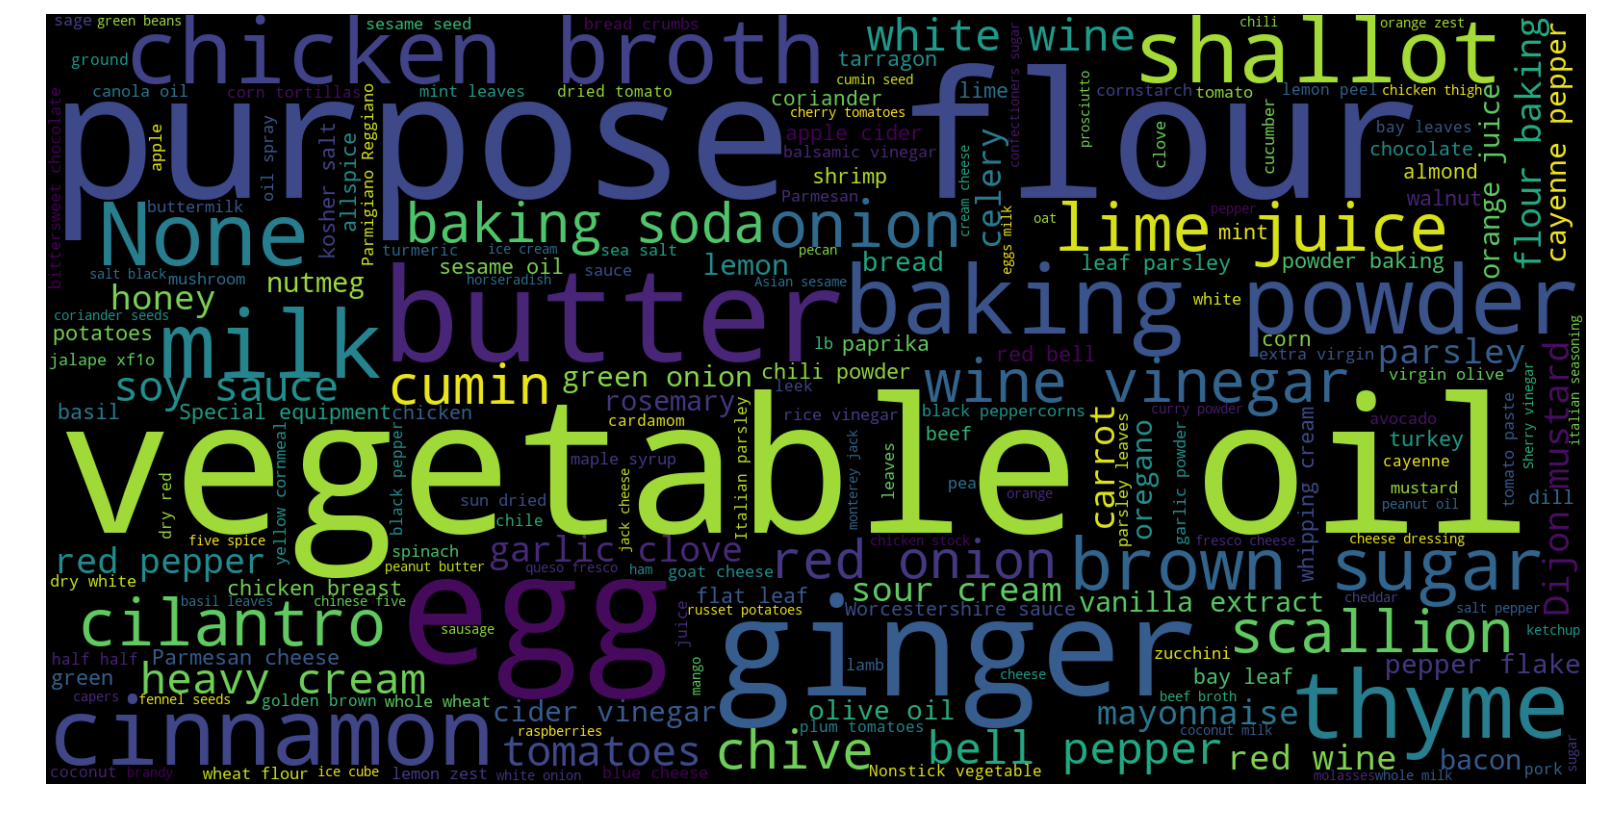 sage
green beans
sesame seed
bread crumbs
chicken broth
white wine
shallot
chili
orange zest
ground
tarragon
cumin seed
canola oil
corn tortillas
mint leaves
dried tomato
coriander
lime
cornstarch
tomato
lemon peel
chicken thigh
purpose flour
cherry tomatoes
apple cider
balsamic vinegar
shrimp
Parmesan
celery
cream cheese
confectioners sugar
prosciutto
clove
cucumber
bay leaves
chocolate
almond
walnut
orange juice
flour baking
cayenne pepper
bittersweet chocolate
apple
oil spray
kosher salt
allspice
Parmigiano Reggiano
buttermilk
None
baking soda
onion
eggs milk
oat
lime juice
pepper
mint
turmeric
ice cream
sea salt
pecan
salt black
mushroom
nutmeg
sesame oil
horseradish
sauce
lemon
Asian sesame
bread
leaf parsley
powder baking
honey
butter
baking powder
white
coriander seeds
potatoes
milk
jalape xf1o
lb
paprika
red bell
corn
extra virgin
parsley
italian seasoning
soy sauce
cumin
green onion
chili powder
leek
wine vinegar
virgin olive
basil
Special equipment
chicken
rosemary
cardamom
Italian parsley
rice vinegar
black peppercorns
curry powder
avocado
Dijon mustard
vegetable oil
maple syrup
monterey jack
leaves
beef
carrot
parsley leaves
oregano
garlic powder
whipping cream
turkey
cayenne
mustard
peanut oil
tomato paste
Sherry vinegar
dry red
yellow cornmeal
black pepper
sun dried
chile
jack cheese
pea
orange
dill
five spice
red pepper
spinach
peanut butter
garlic clove
queso fresco
ham
goat cheese
red onion
chicken stock
brown sugar
fresco cheese
cheese dressing
dry white
chicken breast
basil leaves
chinese five
egg
flat leaf
russet potatoes
sour cream
Worcestershire sauce
vanilla extract
cheddar
salt pepper
cilantro
sausage
juice
ginger
scallion
ketchup
half half
Parmesan cheese
green
heavy cream
mango
lamb
cheese
zucchini
bay leaf
pepper flake
capers
fennel seeds
golden brown
whole wheat
cider vinegar
olive oil
beef broth
mayonnaise
thyme
cinnamon
raspberries
tomatoes
plum tomatoes
chive
bell pepper
coconut milk
red wine
bacon
coconut
brandy
wheat flour
ice cube
lemon zest
white onion
blue cheese
Nonstick vegetable
molasses
whole milk
pork
sugar